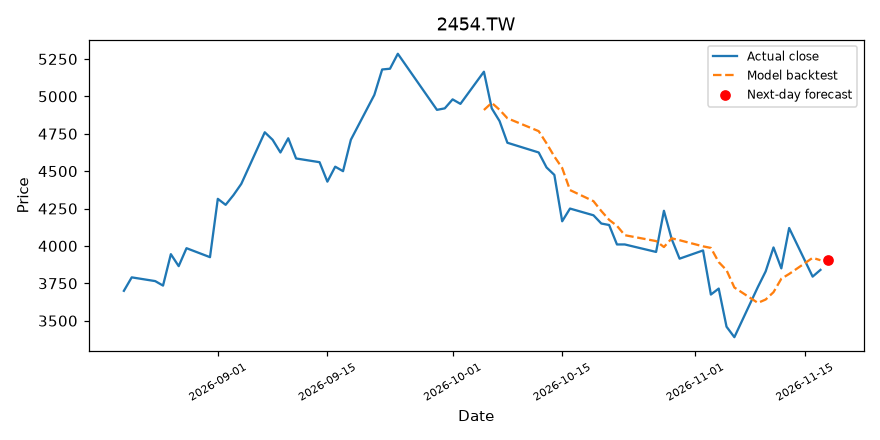 2454.TW
Actual close
Model backtest
Next-day forecast
Price
5250
5000
4750
4500
4250
4000
3750
3500
2026-09-01
2026-09-15
2026-10-01
2026-10-15
2026-11-01
2026-11-15
Date